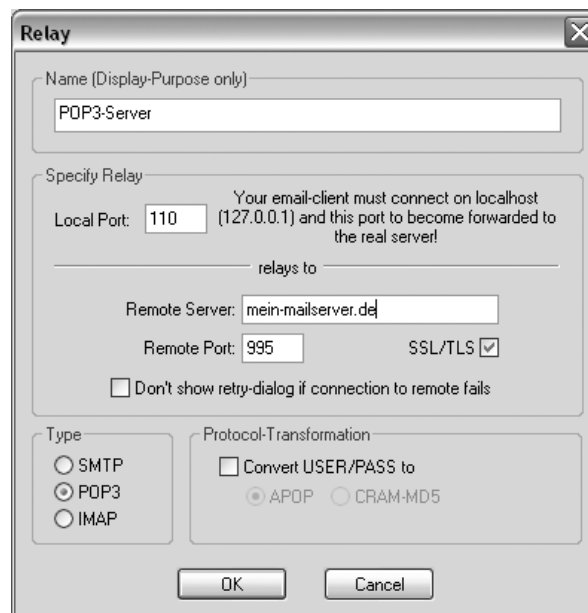 Relay
Name (Display-Purpose only)
POP3-Server
Specify Relay
Local Port: 110
Your email-client must connect on localhost
(127.0.0.1) and this port to become forwarded to
the real server!
relays to
Remote Server: mein-mailserver.de
Remote Port: 995 SSL/TLS
Don't show retry-dialog if connection to remote fails
Type
SMTP
POP3
IMAP
Protocol-Transformation
Convert USER/PASS to
APOP CRAM-MD5
OK Cancel